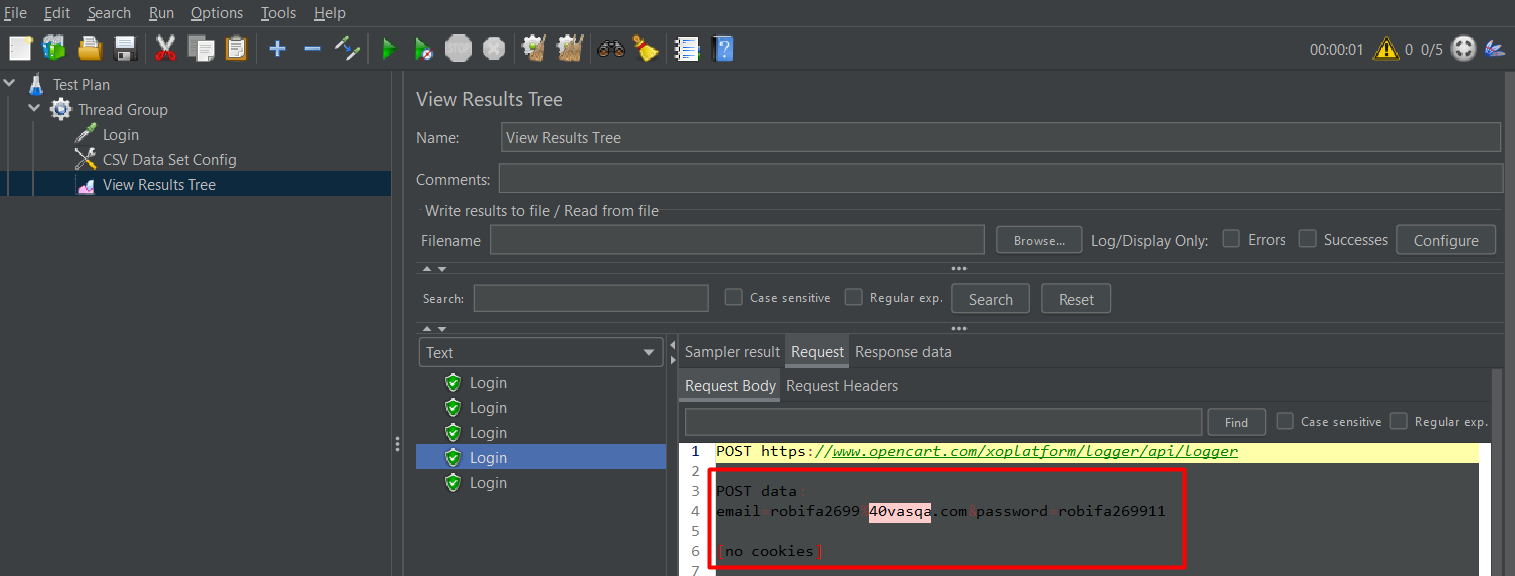 File Edit Search Run Options Tools Help
STOP 00:00:01 0 0/5
Test Plan
Thread Group
Login
CSV Data Set Config
View Results Tree
View Results Tree
Name: View Results Tree
Comments:
Write results to file / Read from file
Filename Browse... Log/Display Only: Errors Successes Configure
Search: Case sensitive Regular exp. Search Reset
Text
Login
Login
Login
Login
Login
Sampler result Request Response data
Request Body Request Headers
Find Case sensitive Regular exp.
1 POST https://www.opencart.com/xoplatform/logger/api/logger
2
3 POST data:
4 email=robifa2699%40vasqa.com&password=robifa269911
5
6 [no cookies]
7